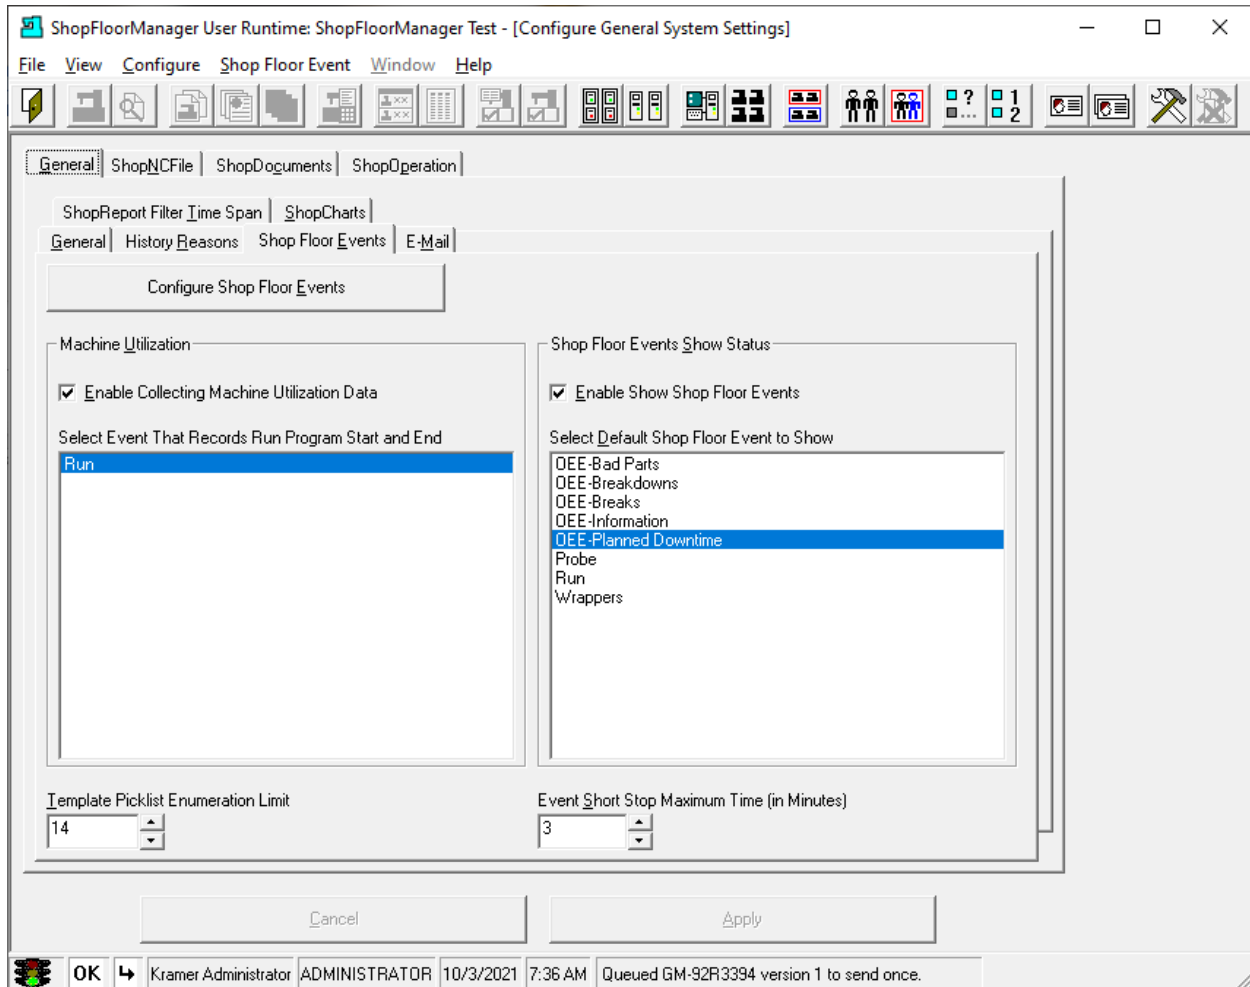 ShopFloorManager User Runtime: ShopFloorManager Test - [Configure General System Settings]
File View Configure Shop Floor Event Window Help
General ShopNCFile ShopDocuments ShopOperation
ShopReport Filter Time Span ShopCharts
General History Reasons Shop Floor Events E-Mail
Configure Shop Floor Events
Machine Utilization
Enable Collecting Machine Utilization Data
Select Event That Records Run Program Start and End
Run
Shop Floor Events Show Status
Enable Show Shop Floor Events
Select Default Shop Floor Event to Show
OEE-Bad Parts
OEE-Breakdowns
OEE-Breaks
OEE-Information
OEE-Planned Downtime
Probe
Run
Wrappers
Template Picklist Enumeration Limit
14
Event Short Stop Maximum Time (in Minutes)
3
Cancel Apply
OK Kramer Administrator ADMINISTRATOR 10/3/2021 7:36 AM Queued GM-92R3394 version 1 to send once.